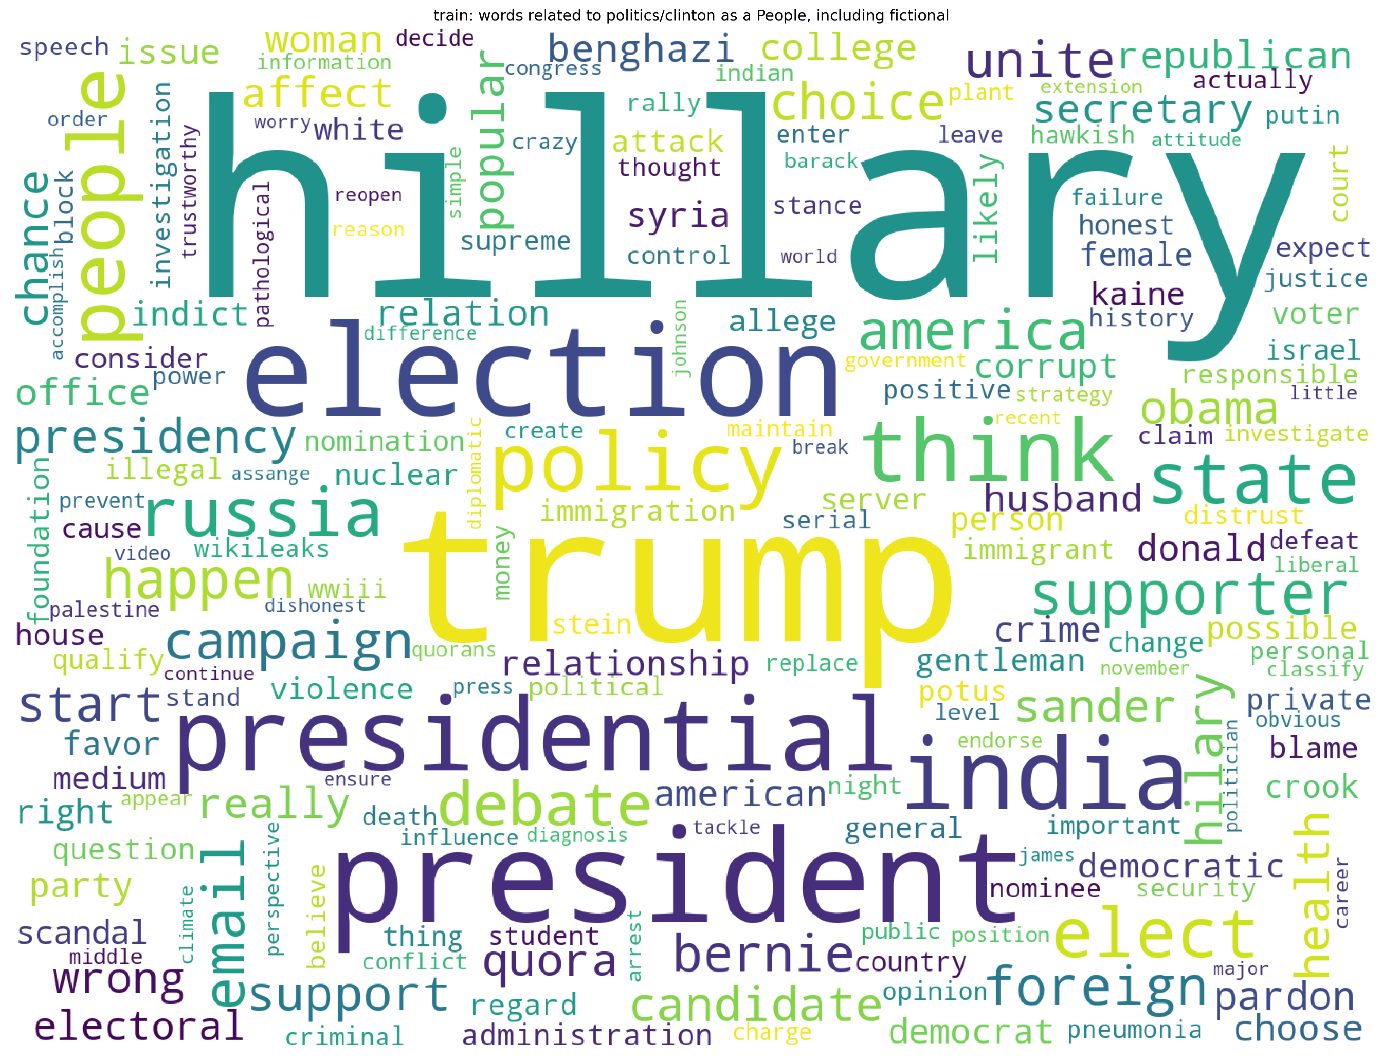 train: words related to politics/clinton as a People, including fictional
speech issue woman decide benghazi college unite republican
information congress indian actually
people affect popular rally choice plant extension secretary putin
order worry white crazy attack enter leave hawkish attitude
investigation trustworthy simple thought barack likely court
hillary
chance block pathological reopen syria stance failure
reason supreme control world honest female expect
accomplish justice
indict relation johnson allege america kaine history voter
difference
consider election government corrupt israel
office power positive strategy responsible little
presidency nomination create maintain recent think obama
diplomatic policy break claim investigate
illegal assange nuclear state
foundation prevent russia immigration server husband
cause serial person distrust
video wikileaks money trump immigrant donald defeat
happen wwiii liberal
palestine dishonest supporter
house campaign stein crime possible
quorans relationship replace gentleman change personal
qualify continue november classify
start stand violence press political potus sander hilary private
level obvious
favor presidential endorse politician blame
medium ensure india
right appear really debate american night crook
death influence diagnosis tackle general important
question email perspective president james democratic health
party believe nominee security career
climate arrest
scandal thing student public position elect
middle conflict quora bernie country major
wrong support regard candidate opinion foreign pardon
electoral criminal administration charge democrat pneumonia choose